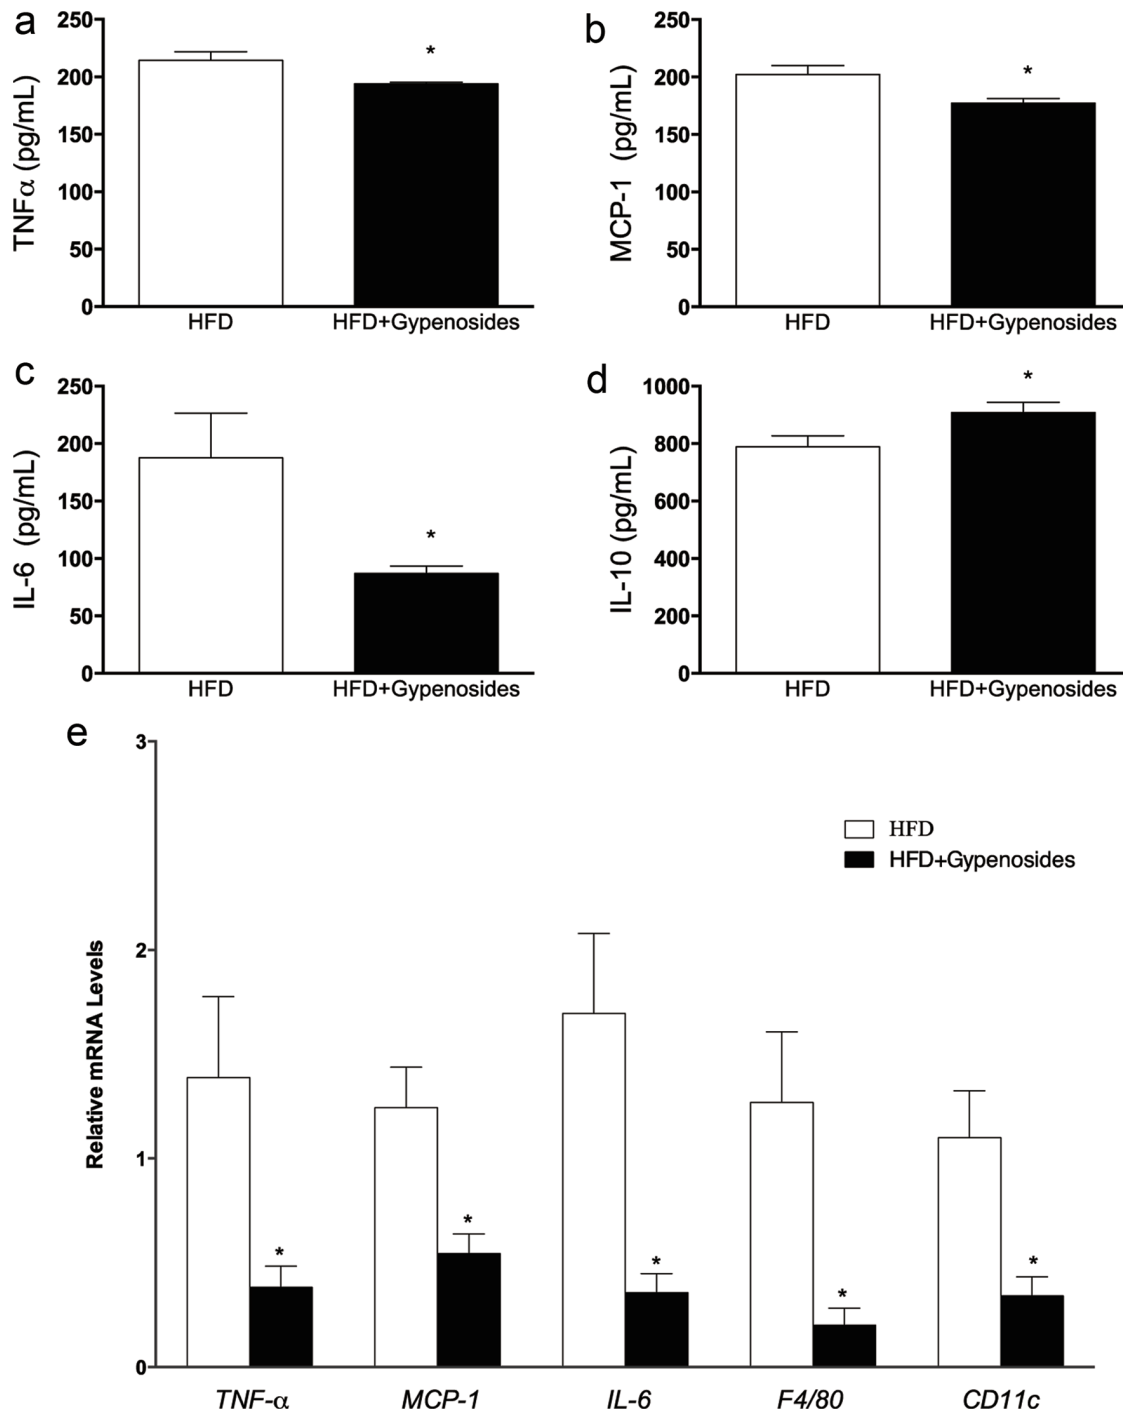 a
TNFα (pg/mL)
250
200
150
100
50
0
*
HFD
HFD+Gypenosides
b
MCP-1 (pg/mL)
250
200
150
100
50
0
*
HFD
HFD+Gypenosides
c
IL-6 (pg/mL)
250
200
150
100
50
0
*
HFD
HFD+Gypenosides
d
IL-10 (pg/mL)
1000
800
600
400
200
0
*
HFD
HFD+Gypenosides
e
Relative mRNA Levels
3
2
1
0
HFD
HFD+Gypenosides
*
*
*
*
*
TNF-α
MCP-1
IL-6
F4/80
CD11c